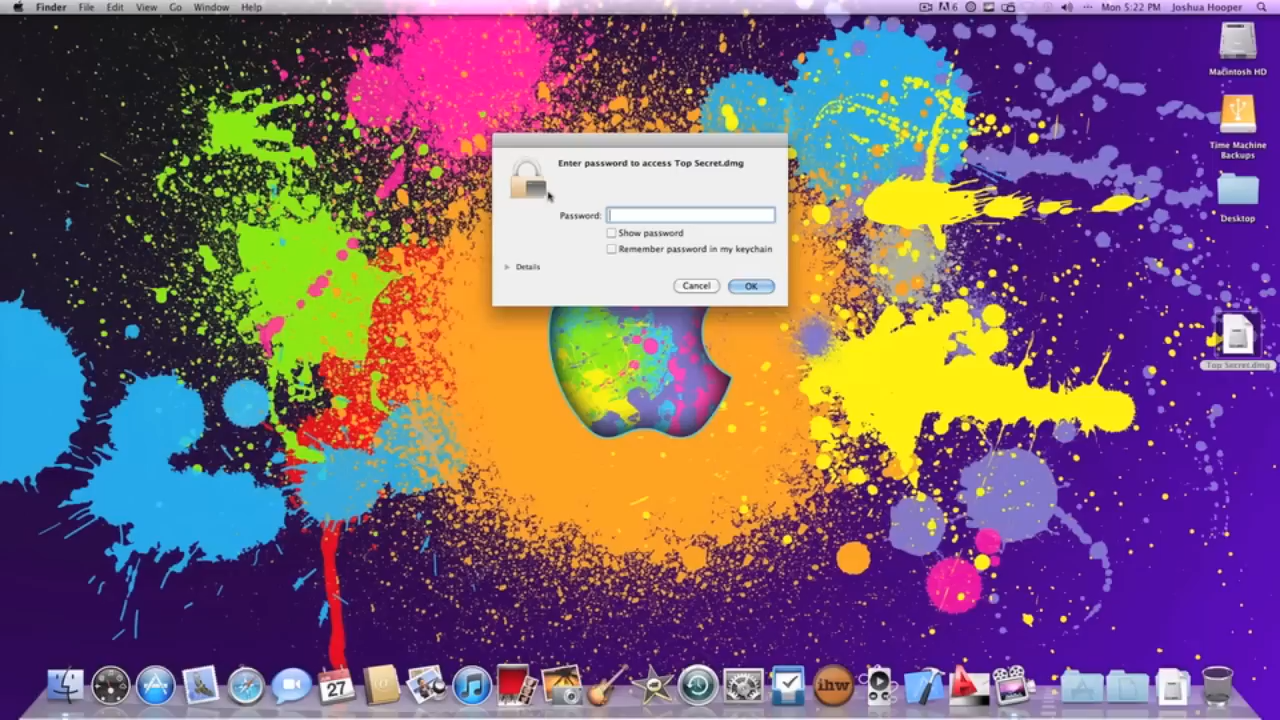 Finder File Edit View Go Window Help
6 Mon 5:22 PM Joshua Hooper
Macintosh HD
Time Machine
Backups
Desktop
Enter password to access Top Secret.dmg
Password:
Show password
Remember password in my keychain
Details
Cancel OK
Top Secret.dmg
27
ihw